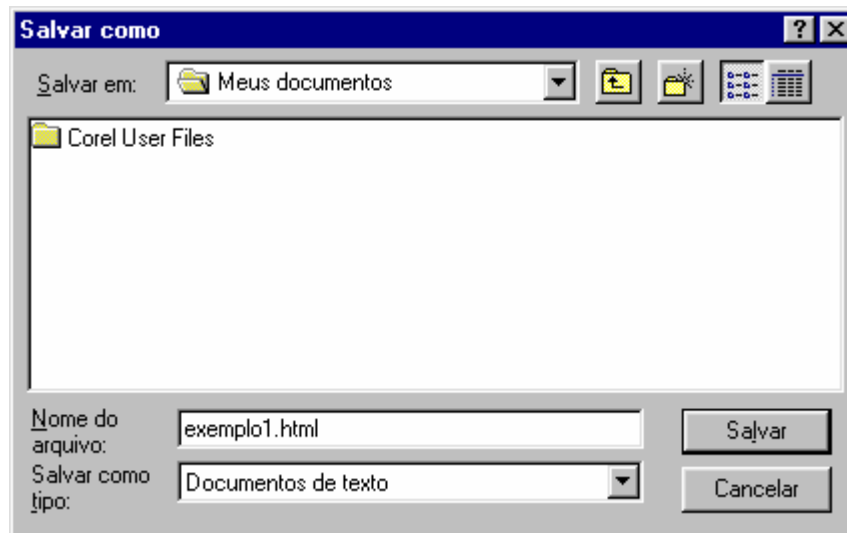 Salvar como
Salvar em: Meus documentos
Corel User Files
Nome do arquivo: exemplo1.html
Salvar
Salvar como tipo: Documentos de texto
Cancelar